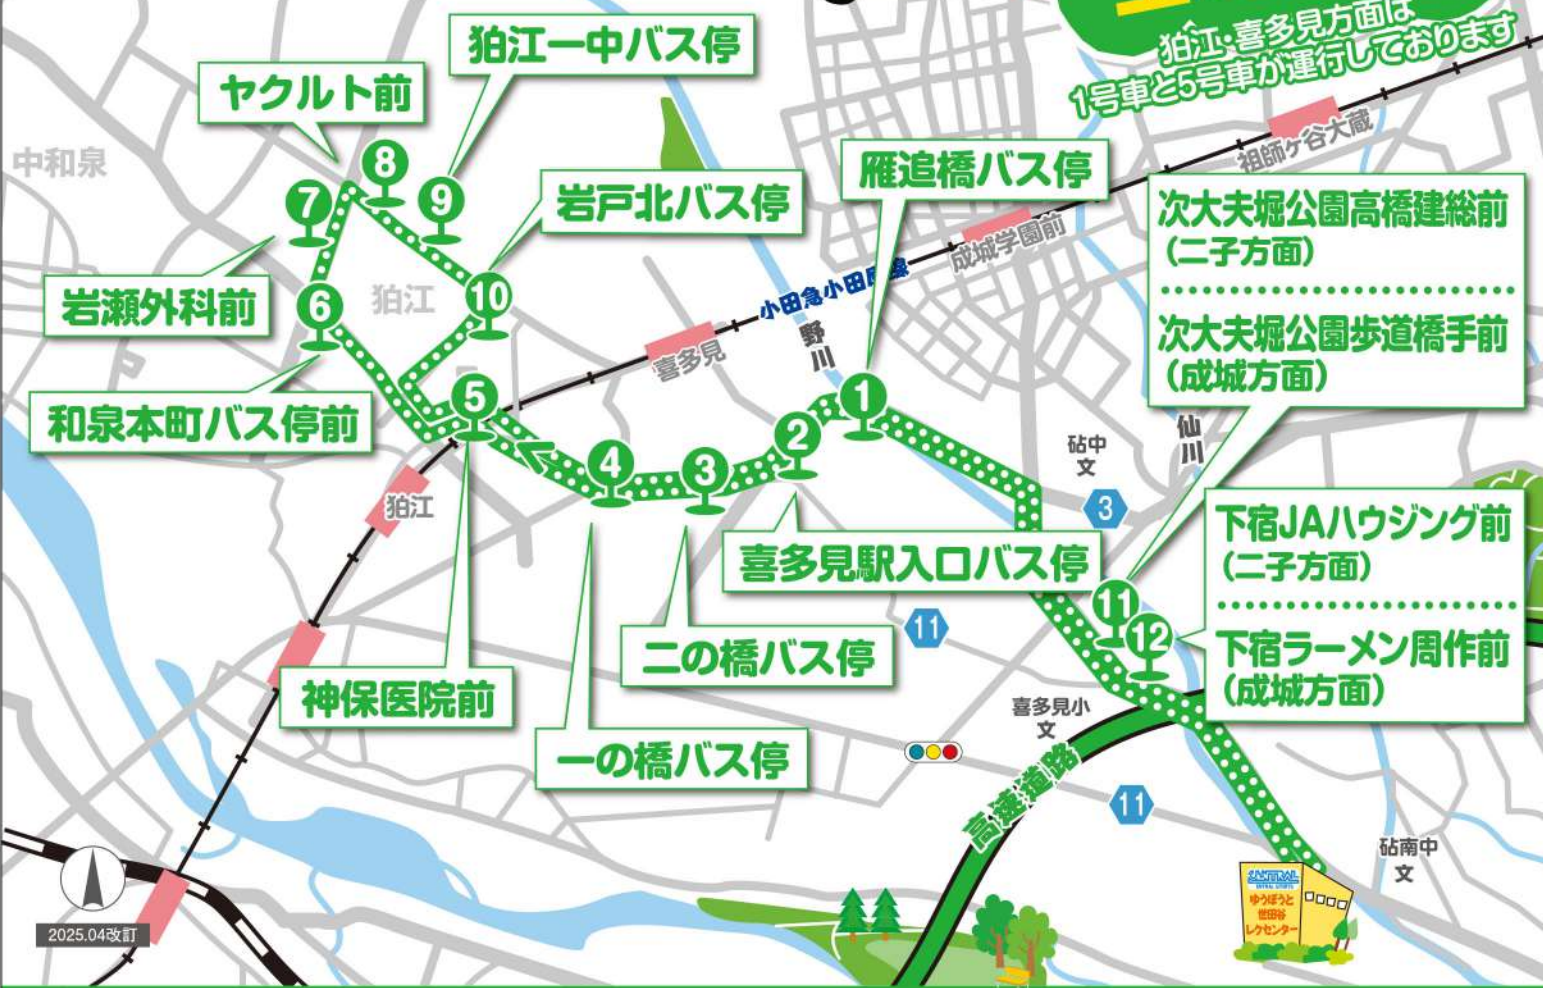 狛江・喜多見方面は
1号車と5号車が運行しております
狛江一中バス停
ヤクルト前
中和泉
8
7
9
岩戸北バス停
雁追橋バス停
祖師ヶ谷大蔵
次大夫堀公園高橋建総前
(二子方面)
次大夫堀公園歩道橋手前
(成城方面)
成城学園前
小田急小田原線
岩瀬外科前
6
狛江
10
野川
喜多見
和泉本町バス停前
5
1
2
4
3
砧中
文
仙川
3
狛江
喜多見駅入口バス停
下宿JAハウジング前
(二子方面)
下宿ラーメン周作前
(成城方面)
11
12
11
二の橋バス停
神保医院前
一の橋バス停
喜多見小
文
高速道路
11
砧南中
文
CENTRAL
ゆうぽうと
世田谷
レクセンター
2025.04改訂